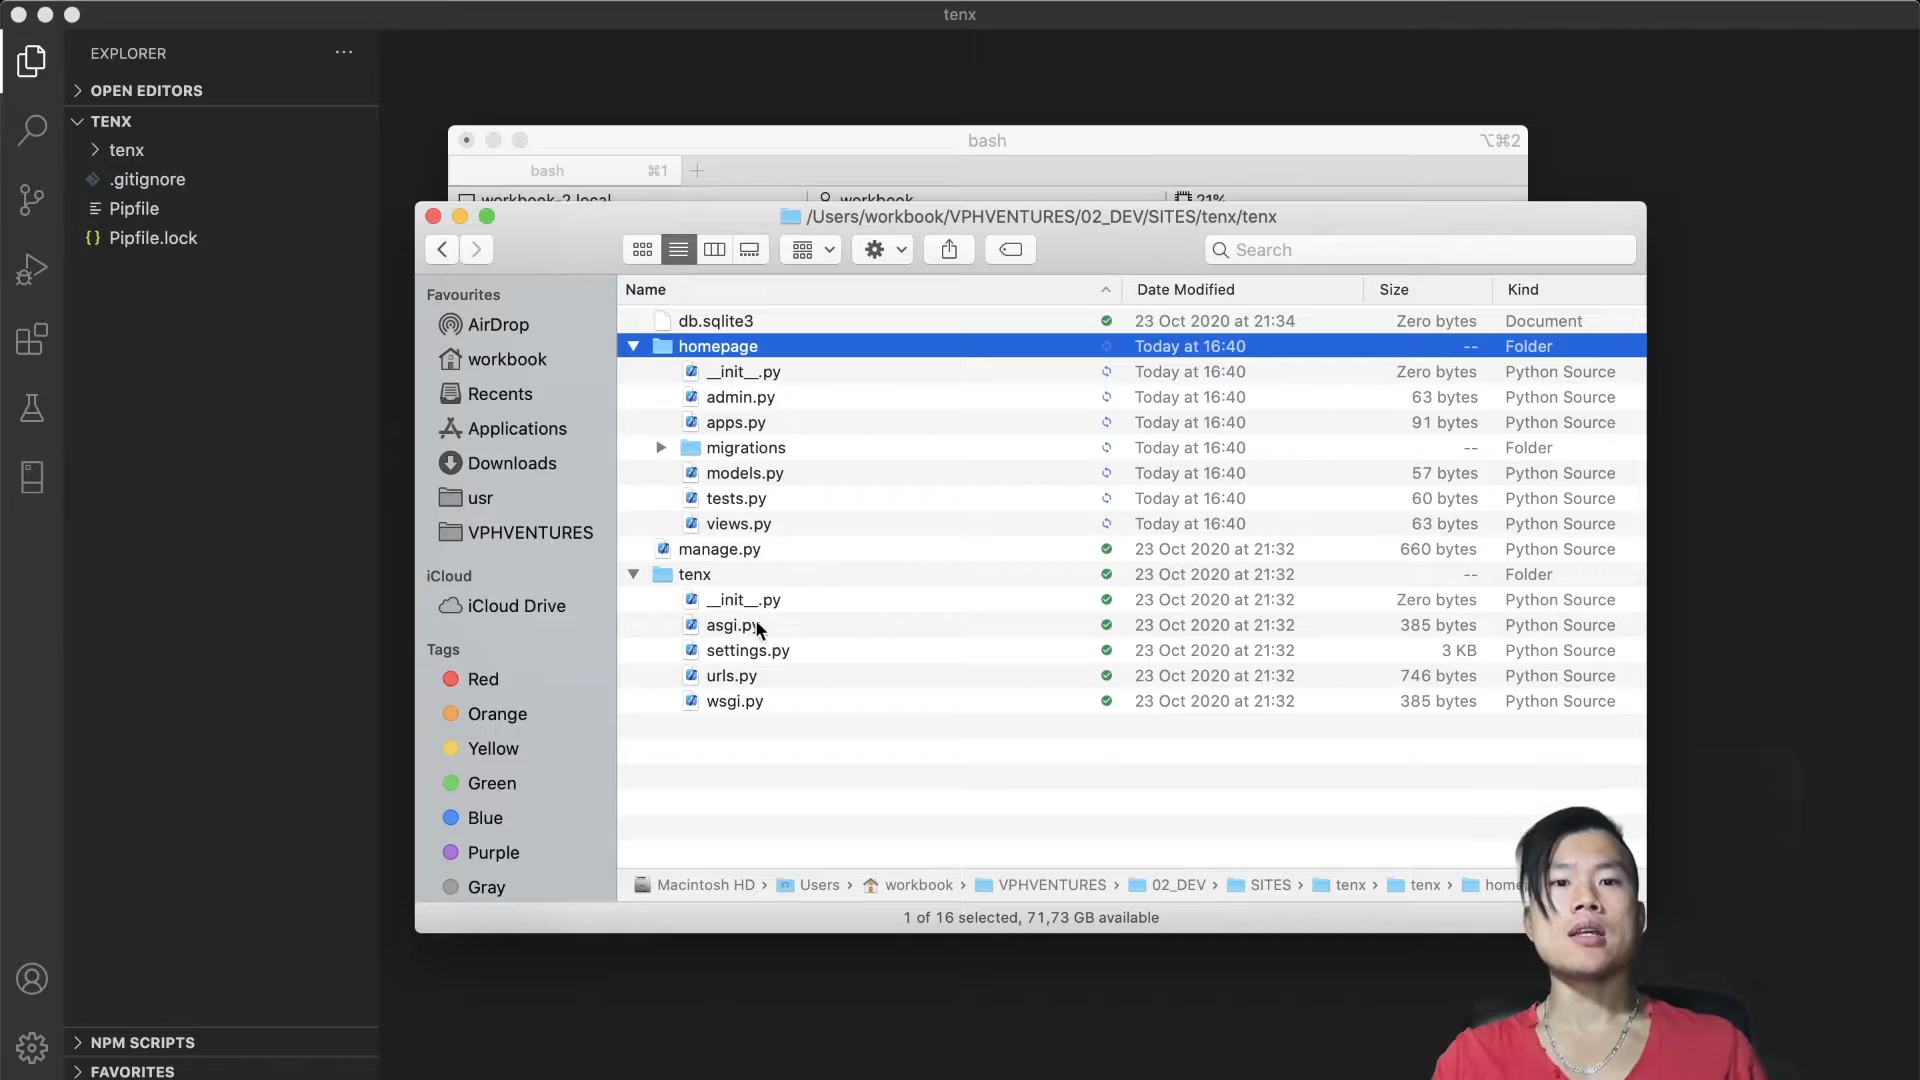 tenx
EXPLORER
OPEN EDITORS
TENX
tenx
.gitignore
Pipfile
Pipfile.lock
NPM SCRIPTS
FAVORITES
bash
⌥⌘2
bash ⌘1
workbook-2.local workbook 21%
/Users/workbook/VPHVENTURES/02_DEV/SITES/tenx/tenx
Search
Favourites
AirDrop
workbook
Recents
Applications
Downloads
usr
VPHVENTURES
iCloud
iCloud Drive
Tags
Red
Orange
Yellow
Green
Blue
Purple
Gray
Name Date Modified Size Kind
db.sqlite3 23 Oct 2020 at 21:34 Zero bytes Document
homepage Today at 16:40 -- Folder
__init__.py Today at 16:40 Zero bytes Python Source
admin.py Today at 16:40 63 bytes Python Source
apps.py Today at 16:40 91 bytes Python Source
migrations Today at 16:40 -- Folder
models.py Today at 16:40 57 bytes Python Source
tests.py Today at 16:40 60 bytes Python Source
views.py Today at 16:40 63 bytes Python Source
manage.py 23 Oct 2020 at 21:32 660 bytes Python Source
tenx 23 Oct 2020 at 21:32 -- Folder
__init__.py 23 Oct 2020 at 21:32 Zero bytes Python Source
asgi.py 23 Oct 2020 at 21:32 385 bytes Python Source
settings.py 23 Oct 2020 at 21:32 3 KB Python Source
urls.py 23 Oct 2020 at 21:32 746 bytes Python Source
wsgi.py 23 Oct 2020 at 21:32 385 bytes Python Source
Macintosh HD › Users › workbook › VPHVENTURES › 02_DEV › SITES › tenx › tenx › home
1 of 16 selected, 71,73 GB available